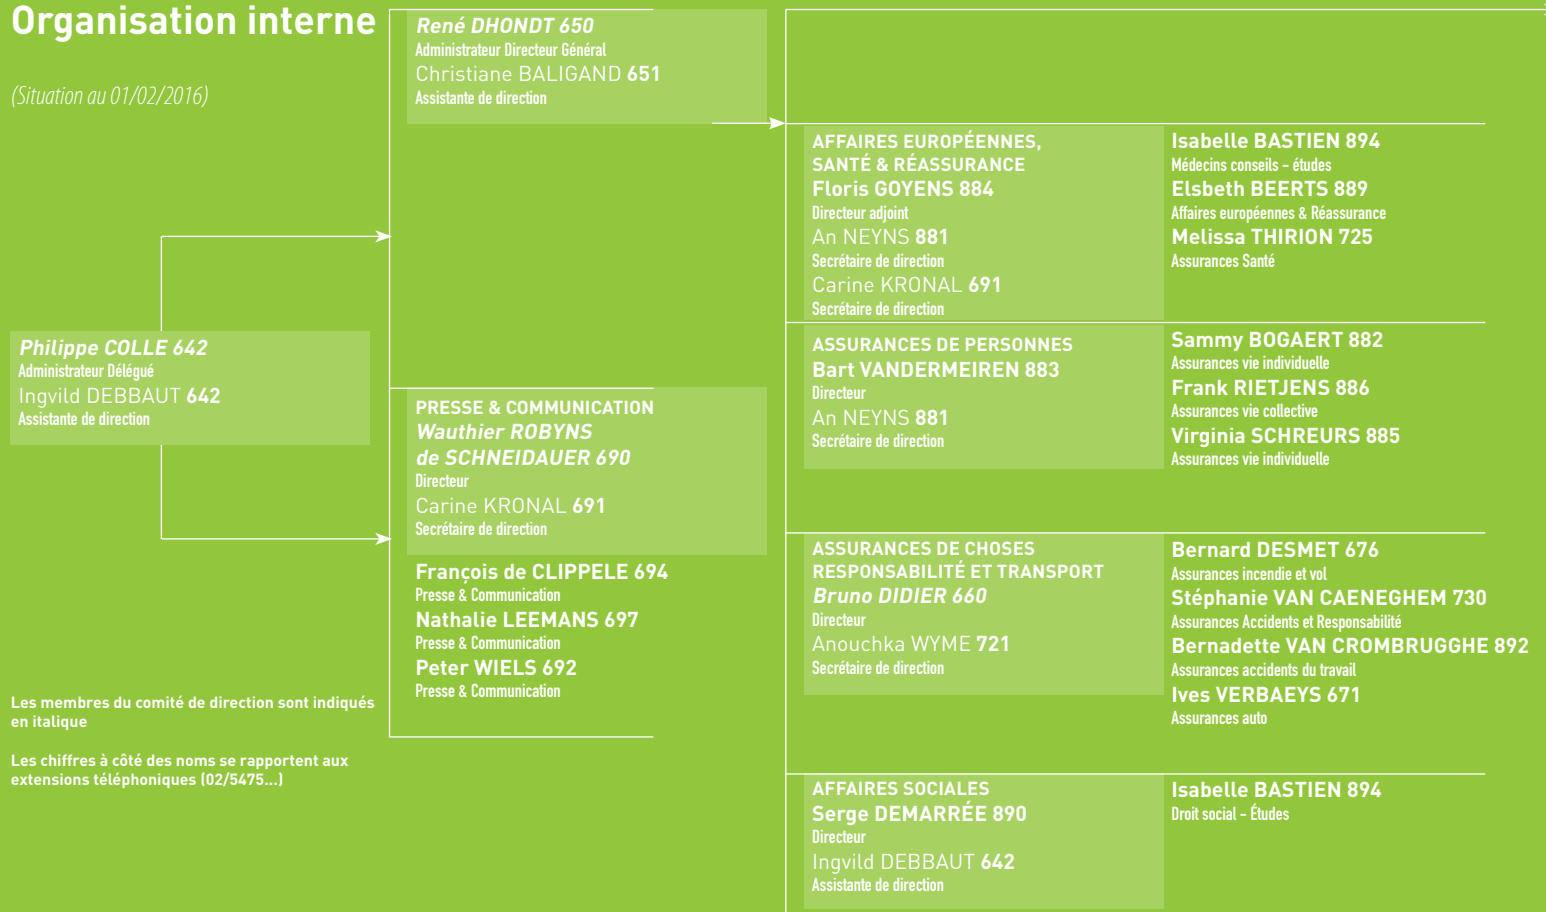 Organisation interne
(Situation au 01/02/2016)
Philippe COLLE 642
Administrateur Délégué
Ingvild DEBBAUT 642
Assistante de direction
Les membres du comité de direction sont indiqués
en italique
Les chiffres à côté des noms se rapportent aux
extensions téléphoniques (02/5475...)
René DHONDT 650
Administrateur Directeur Général
Christiane BALIGAND 651
Assistante de direction
PRESSE & COMMUNICATION
Wauthier ROBYNS
de SCHNEIDAUER 690
Directeur
Carine KRONAL 691
Secrétaire de direction
François de CLIPPELE 694
Presse & Communication
Nathalie LEEMANS 697
Presse & Communication
Peter WIELS 692
Presse & Communication
AFFAIRES EUROPÉENNES,
SANTÉ & RÉASSURANCE
Floris GOYENS 884
Directeur adjoint
An NEYNS 881
Secrétaire de direction
Carine KRONAL 691
Secrétaire de direction
Isabelle BASTIEN 894
Médecins conseils - études
Elsbeth BEERTS 889
Affaires européennes & Réassurance
Melissa THIRION 725
Assurances Santé
ASSURANCES DE PERSONNES
Bart VANDERMEIREN 883
Directeur
An NEYNS 881
Secrétaire de direction
Sammy BOGAERT 882
Assurances vie individuelle
Frank RIETJENS 886
Assurances vie collective
Virginia SCHREURS 885
Assurances vie individuelle
ASSURANCES DE CHOSES
RESPONSABILITÉ ET TRANSPORT
Bruno DIDIER 660
Directeur
Anouchka WYME 721
Secrétaire de direction
Bernard DESMET 676
Assurances incendie et vol
Stéphanie VAN CAENEGHEM 730
Assurances Accidents et Responsabilité
Bernadette VAN CROMBRUGGHE 892
Assurances accidents du travail
Ives VERBAEYS 671
Assurances auto
AFFAIRES SOCIALES
Serge DEMARRÉE 890
Directeur
Ingvild DEBBAUT 642
Assistante de direction
Isabelle BASTIEN 894
Droit social - Études